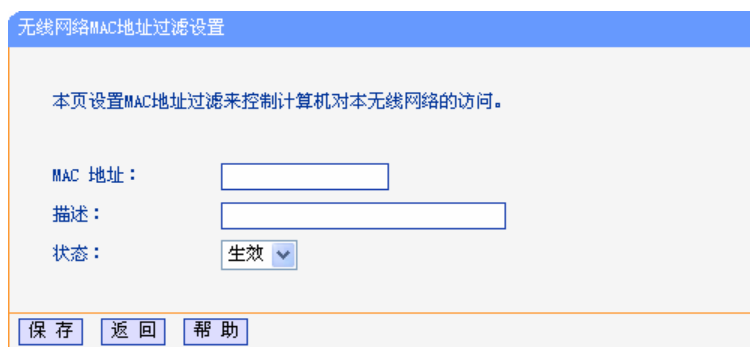 无线网络MAC地址过滤设置
本页设置MAC地址过滤来控制计算机对本无线网络的访问。
MAC 地址：
描述：
状态： 生效
保 存 返 回 帮 助